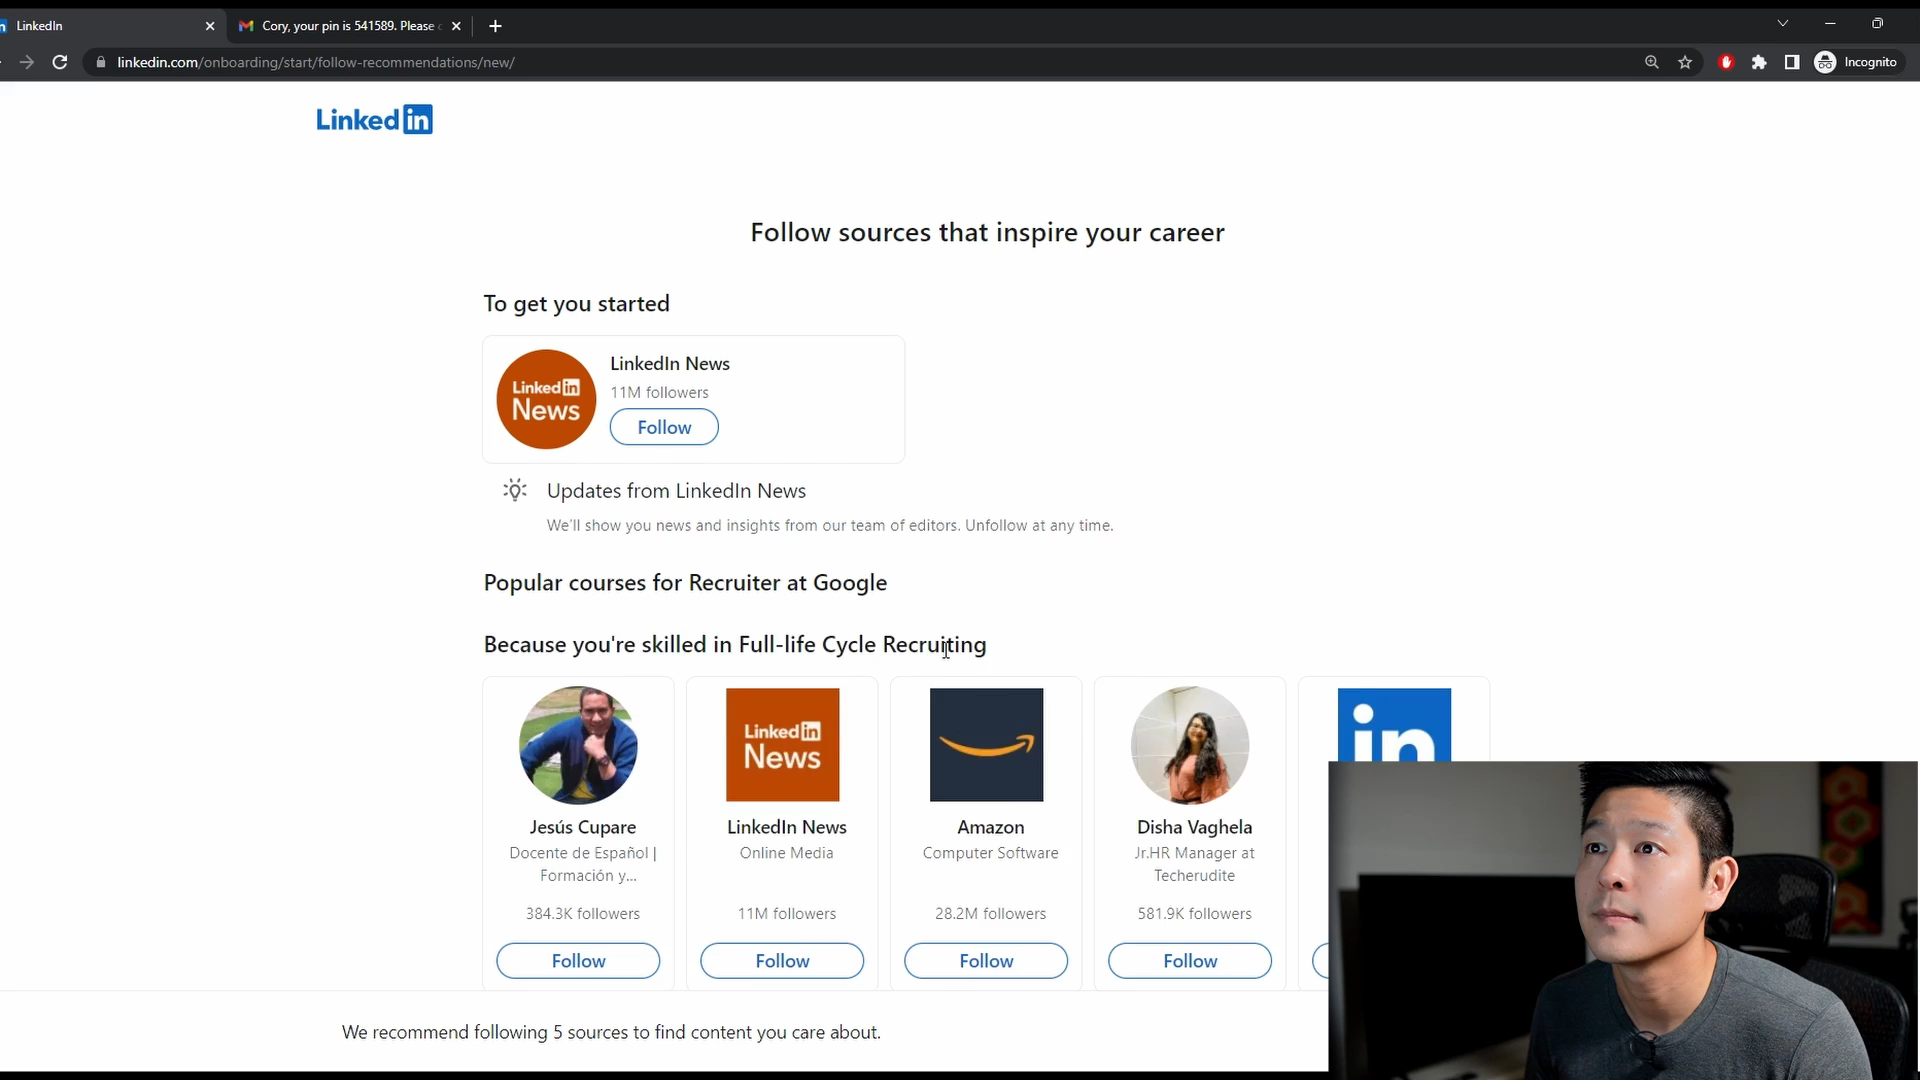 LinkedIn
Cory, your pin is 541589. Please
linkedin.com/onboarding/start/follow-recommendations/new/
Incognito
Linked in
Follow sources that inspire your career
To get you started
Linked in
News
LinkedIn News
11M followers
Follow
Updates from LinkedIn News
We'll show you news and insights from our team of editors. Unfollow at any time.
Popular courses for Recruiter at Google
Because you're skilled in Full-life Cycle Recruiting
Jesús Cupare
Docente de Español |
Formación y...
384.3K followers
Follow
Linked in
News
LinkedIn News
Online Media
11M followers
Follow
Amazon
Computer Software
28.2M followers
Follow
Disha Vaghela
Jr.HR Manager at
Techerudite
581.9K followers
Follow
in
We recommend following 5 sources to find content you care about.